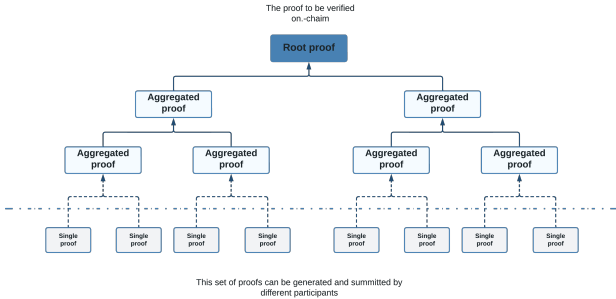 The proof to be verified
on.-chaim
Root proof
Aggregated
proof
Aggregated
proof
Aggregated
proof
Aggregated
proof
Aggregated
proof
Aggregated
proof
Single
proof
Single
proof
Single
proof
Single
proof
Single
proof
Single
proof
Single
proof
Single
proof
This set of proofs can be generated and summitted by
different participants